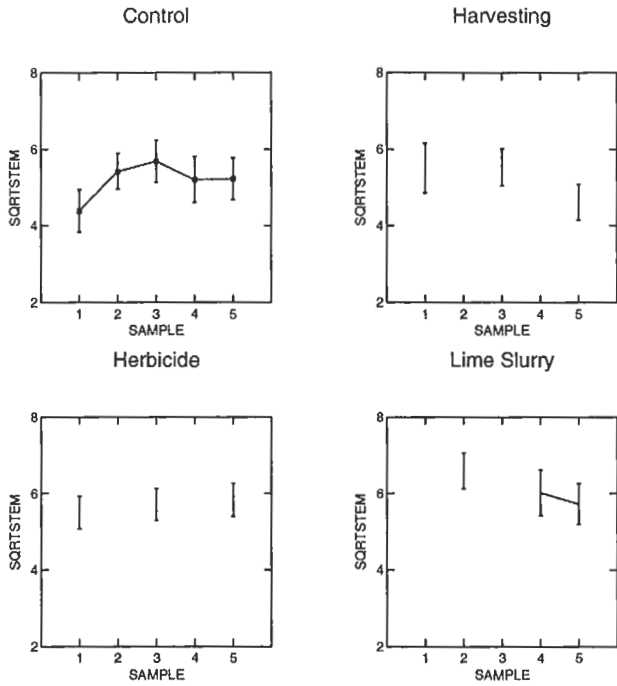 Control
8
6
4
2
SQRTSTEM
1 2 3 4 5
SAMPLE
Harvesting
8
6
4
2
SQRTSTEM
1 2 3 4 5
SAMPLE
Herbicide
8
6
4
2
SQRTSTEM
1 2 3 4 5
SAMPLE
Lime Slurry
8
6
4
2
SQRTSTEM
1 2 3 4 5
SAMPLE